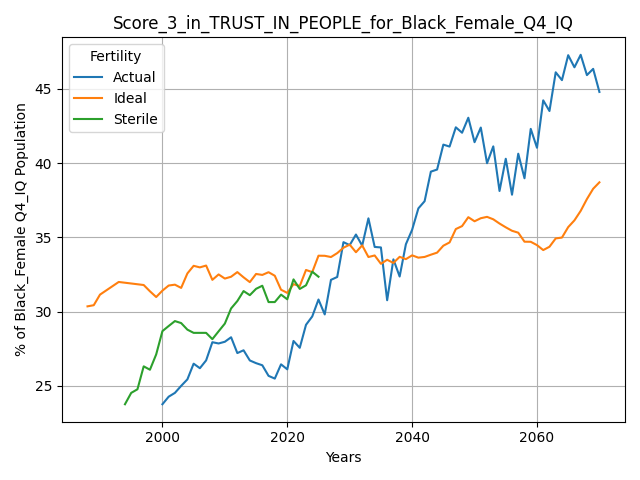 Score_3_in_TRUST_IN_PEOPLE_for_Black_Female_Q4_IQ
Fertility
Actual
Ideal
Sterile
% of Black_Female Q4_IQ Population
45
40
35
30
25
2000
2020
2040
2060
Years